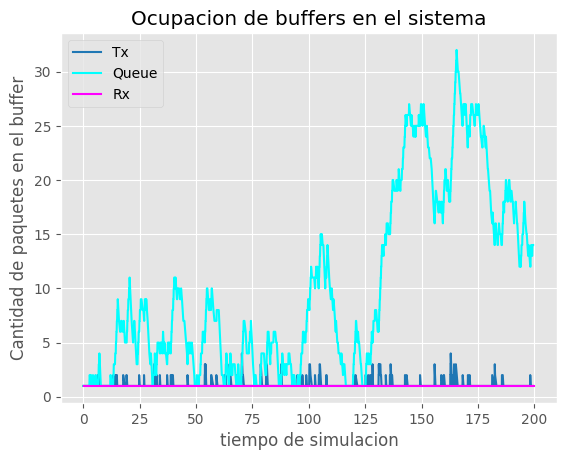 Ocupacion de buffers en el sistema
Tx
Queue
Rx
Cantidad de paquetes en el buffer
30
25
20
15
10
5
0
0 25 50 75 100 125 150 175 200
tiempo de simulacion